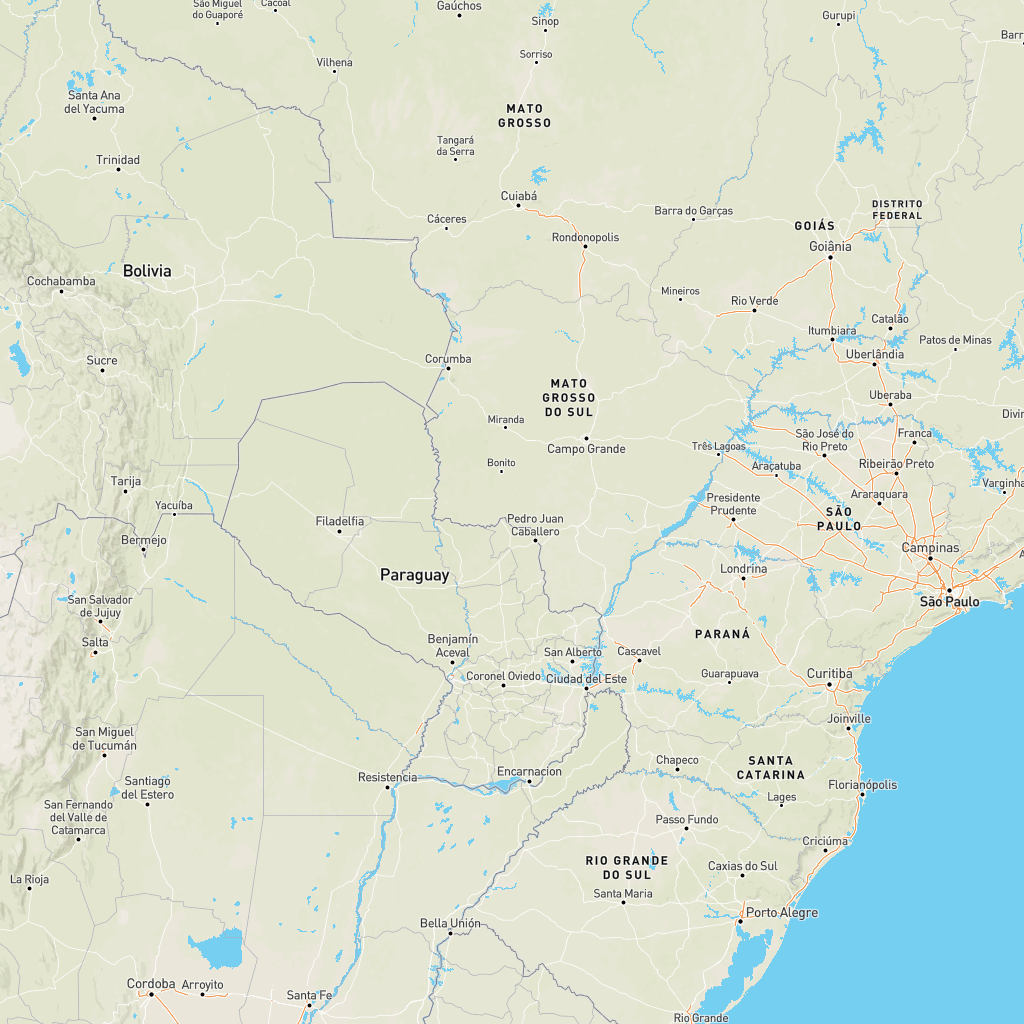 São Miguel
do Guaporé
Cacoal
Gaúchos
Sinop
Gurupi
Barr
Sorriso
Vilhena
Santa Ana
del Yacuma
MATO
GROSSO
Tangará
da Serra
Trinidad
Cuiabá
Cáceres
Barra do Garças
DISTRITO
FEDERAL
GOIÁS
Rondonopolis
Goiânia
Bolivia
Cochabamba
Mineiros
Rio Verde
Catalão
Itumbiara
Patos de Minas
Uberlândia
Corumba
Sucre
MATO
GROSSO
DO SUL
Uberaba
Divin
Miranda
Campo Grande
Três Lagoas
São José do
Rio Preto
Franca
Bonito
Araçatuba
Ribeirão Preto
Varginha
Tarija
Yacuíba
Presidente
Prudente
Araraquara
SÃO
PAULO
Filadelfia
Pedro Juan
Caballero
Bermejo
Campinas
A
Paraguay
Londrina
São Paulo
San Salvador
de Jujuy
Salta
Benjamín
Aceval
PARANÁ
San Alberto
Cascavel
Coronel Oviedo
Ciudad del Este
Guarapuava
Curitiba
Joinville
San Miguel
de Tucumán
Chapeco
SANTA
CATARINA
Resistencia
Encarnacion
Santiago
del Estero
Florianópolis
Lages
San Fernando
del Valle de
Catamarca
Passo Fundo
Criciúma
RIO GRANDE
DO SUL
Caxias do Sul
La Rioja
Santa Maria
Bella Unión
Porto Alegre
Cordoba
Arroyito
Santa Fe
Rio Grande